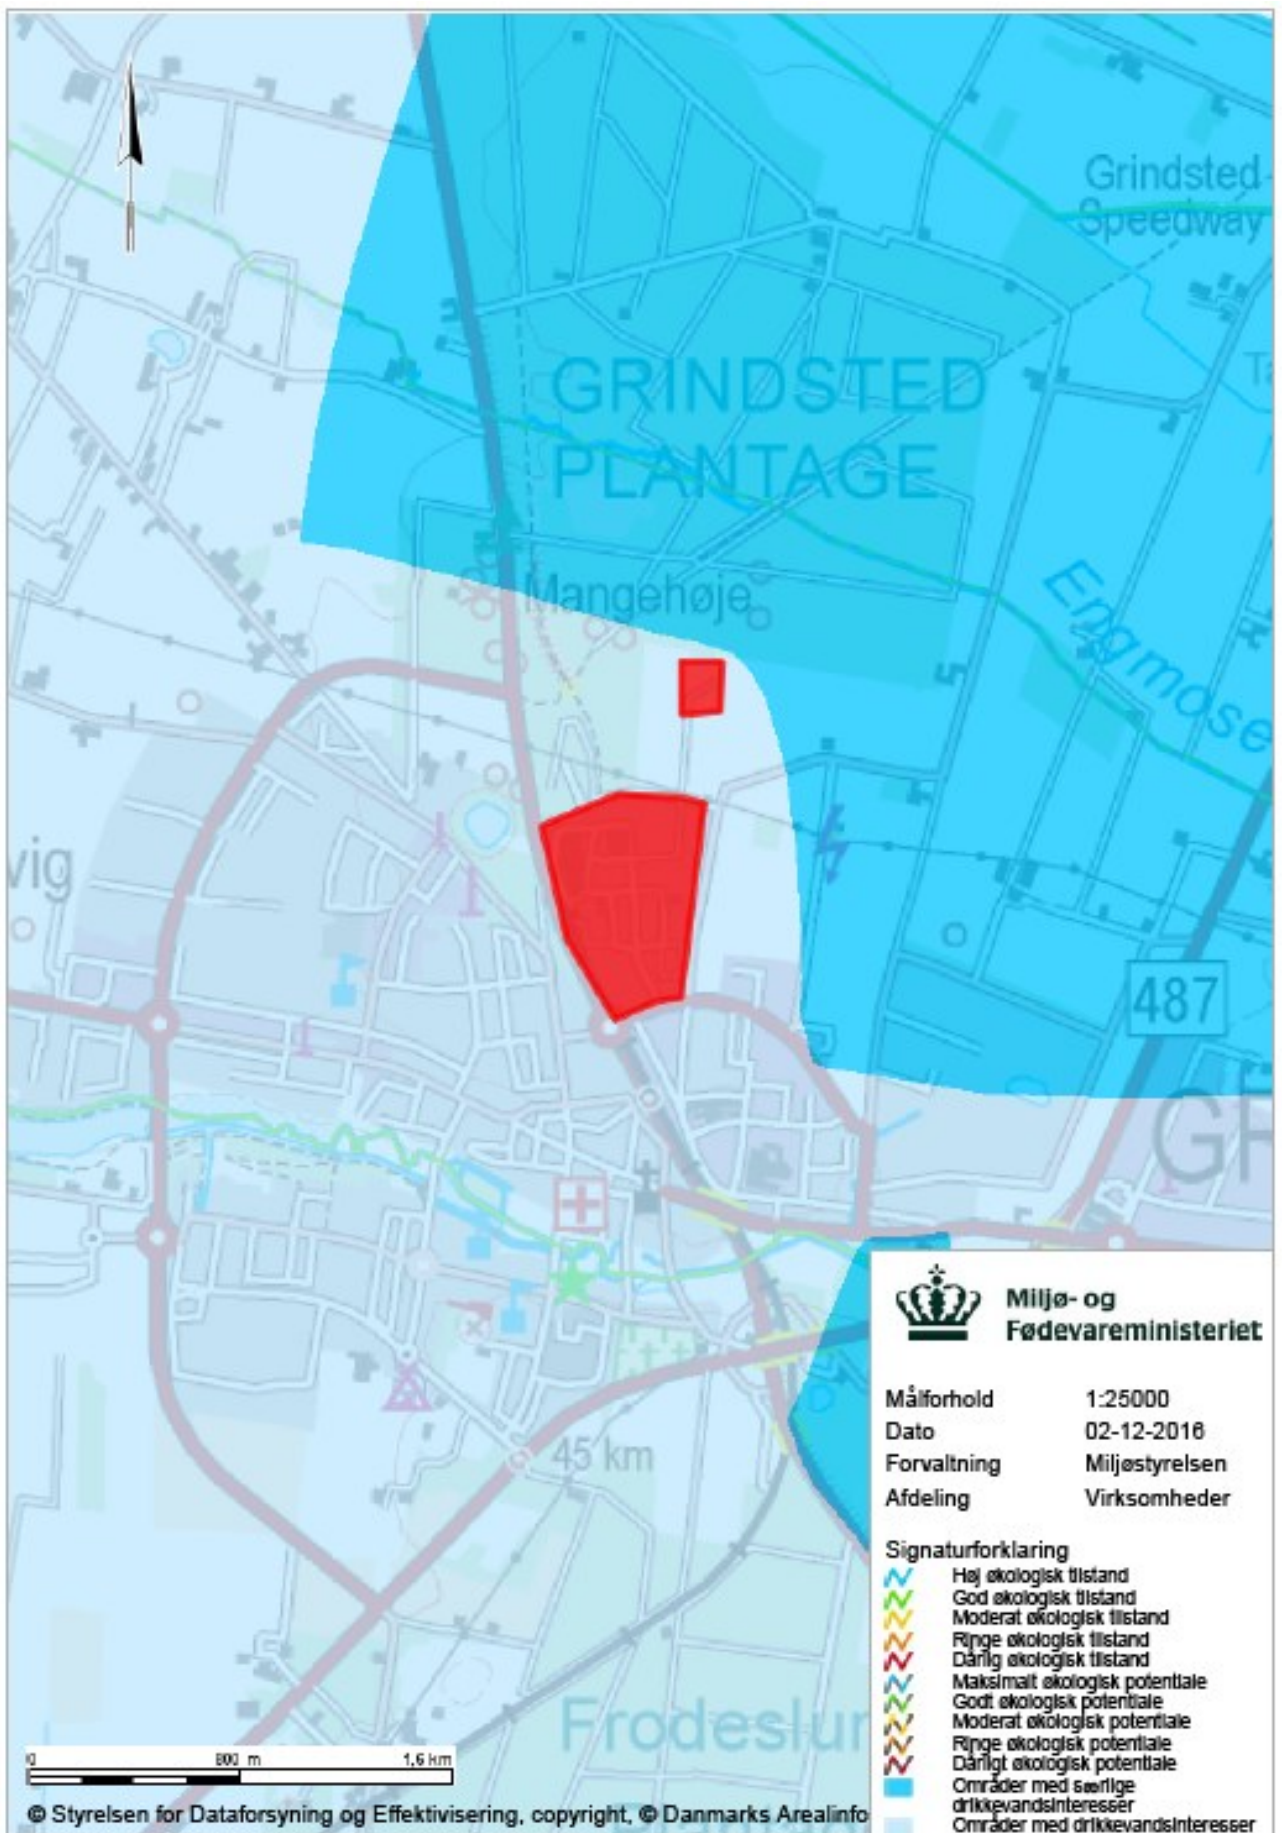 Grindsted
Speedway
Ta
GRINDSTED
PLANTAGE
Mangehøje
Engmose
vig
487
GR
45 km
Frodeslun
Miljø- og
Fødevareministeriet
Målforhold 1:25000
Dato 02-12-2016
Forvaltning Miljøstyrelsen
Afdeling Virksomheder
Signaturforklaring
Høj økologisk tilstand
God økologisk tilstand
Moderat økologisk tilstand
Ringe økologisk tilstand
Dårlig økologisk tilstand
Maksimalt økologisk potentiale
Godt økologisk potentiale
Moderat økologisk potentiale
Ringe økologisk potentiale
Dårligt økologisk potentiale
Områder med særlige
drikkevandsinteresser
Områder med drikkevandsinteresser
0 800 m 1,6 km
© Styrelsen for Dataforsyning og Effektivisering, copyright, © Danmarks Arealinfo